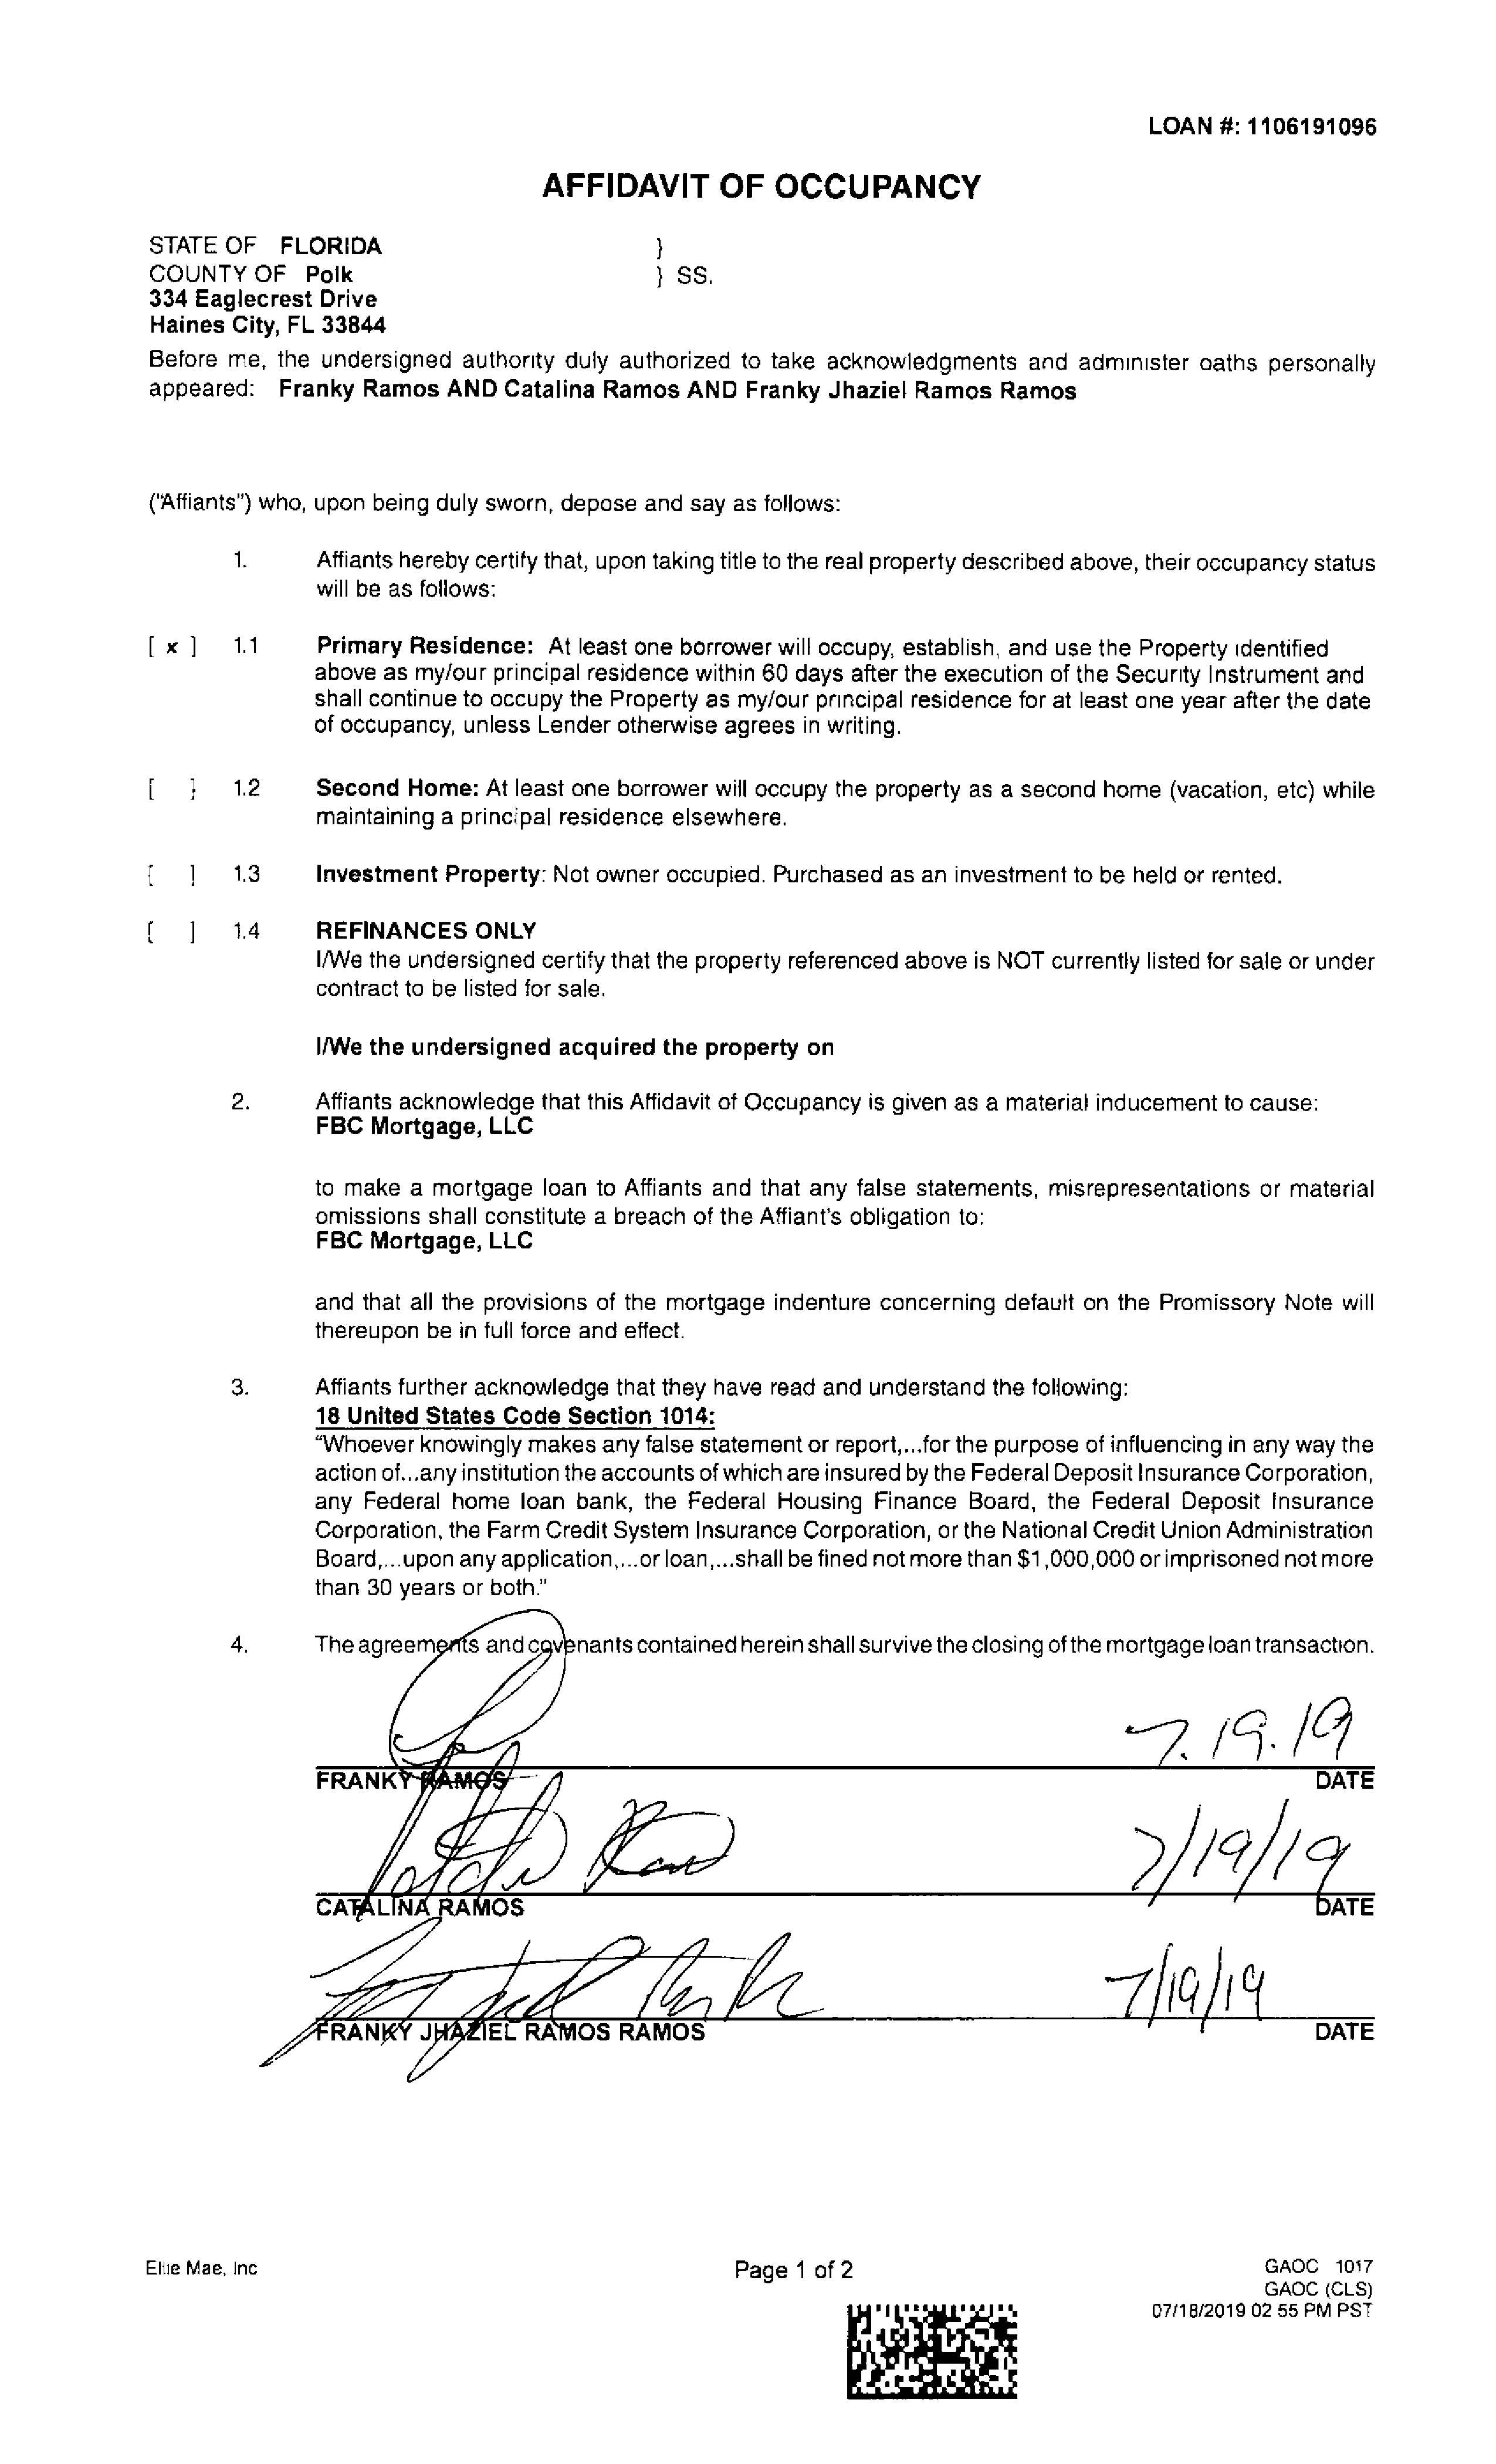 LOAN #: 1106191096
AFFIDAVIT OF OCCUPANCY
STATE OF FLORIDA }
COUNTY OF Polk } SS.
334 Eaglecrest Drive
Haines City, FL 33844
Before me, the undersigned authority duly authorized to take acknowledgments and administer oaths personally
appeared: Franky Ramos AND Catalina Ramos AND Franky Jhaziel Ramos Ramos
("Affiants") who, upon being duly sworn, depose and say as follows:
1. Affiants hereby certify that, upon taking title to the real property described above, their occupancy status
will be as follows:
[ x ] 1.1 Primary Residence: At least one borrower will occupy, establish, and use the Property identified
above as my/our principal residence within 60 days after the execution of the Security Instrument and
shall continue to occupy the Property as my/our principal residence for at least one year after the date
of occupancy, unless Lender otherwise agrees in writing.
[ ] 1.2 Second Home: At least one borrower will occupy the property as a second home (vacation, etc) while
maintaining a principal residence elsewhere.
[ ] 1.3 Investment Property: Not owner occupied. Purchased as an investment to be held or rented.
[ ] 1.4 REFINANCES ONLY
I/We the undersigned certify that the property referenced above is NOT currently listed for sale or under
contract to be listed for sale.
I/We the undersigned acquired the property on
2. Affiants acknowledge that this Affidavit of Occupancy is given as a material inducement to cause:
FBC Mortgage, LLC
to make a mortgage loan to Affiants and that any false statements, misrepresentations or material
omissions shall constitute a breach of the Affiant's obligation to:
FBC Mortgage, LLC
and that all the provisions of the mortgage indenture concerning default on the Promissory Note will
thereupon be in full force and effect.
3. Affiants further acknowledge that they have read and understand the following:
18 United States Code Section 1014:
"Whoever knowingly makes any false statement or report,...for the purpose of influencing in any way the
action of...any institution the accounts of which are insured by the Federal Deposit Insurance Corporation,
any Federal home loan bank, the Federal Housing Finance Board, the Federal Deposit Insurance
Corporation, the Farm Credit System Insurance Corporation, or the National Credit Union Administration
Board,...upon any application,...or loan,...shall be fined not more than $1,000,000 or imprisoned not more
than 30 years or both."
4. The agreements and covenants contained herein shall survive the closing of the mortgage loan transaction.
7.19.19
FRANKY RAMOS DATE
7/19/19
CATALINA RAMOS DATE
7/19/19
FRANKY JHAZIEL RAMOS RAMOS DATE
Ellie Mae, Inc Page 1 of 2 GAOC 1017
GAOC (CLS)
07/18/2019 02 55 PM PST